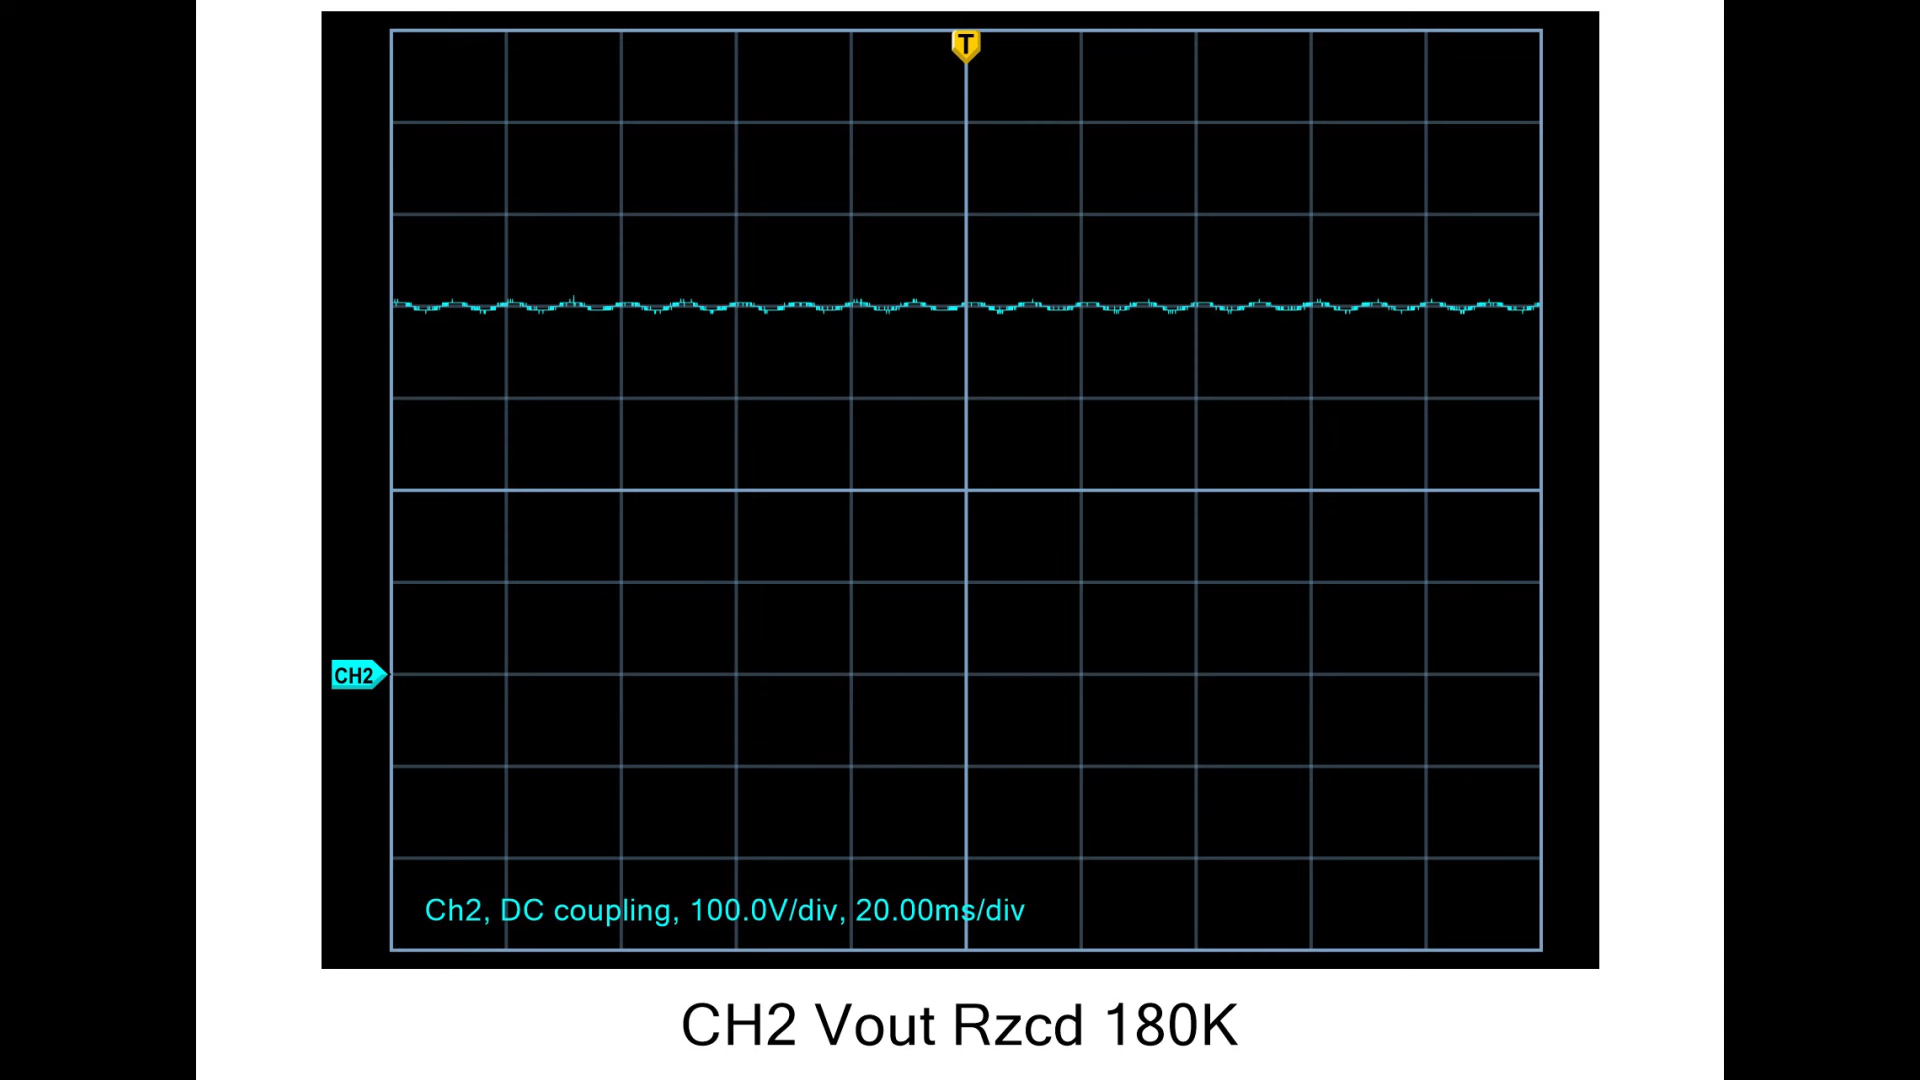 T
CH2
Ch2, DC coupling, 100.0V/div, 20.00ms/div
CH2 Vout Rzcd 180K